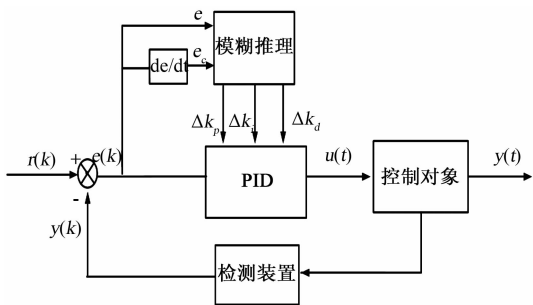 e
模糊推理
de/dt
e_c
Δk_p
Δk_i
Δk_d
r(k)
+
e(k)
PID
u(t)
控制对象
y(t)
-
y(k)
检测装置